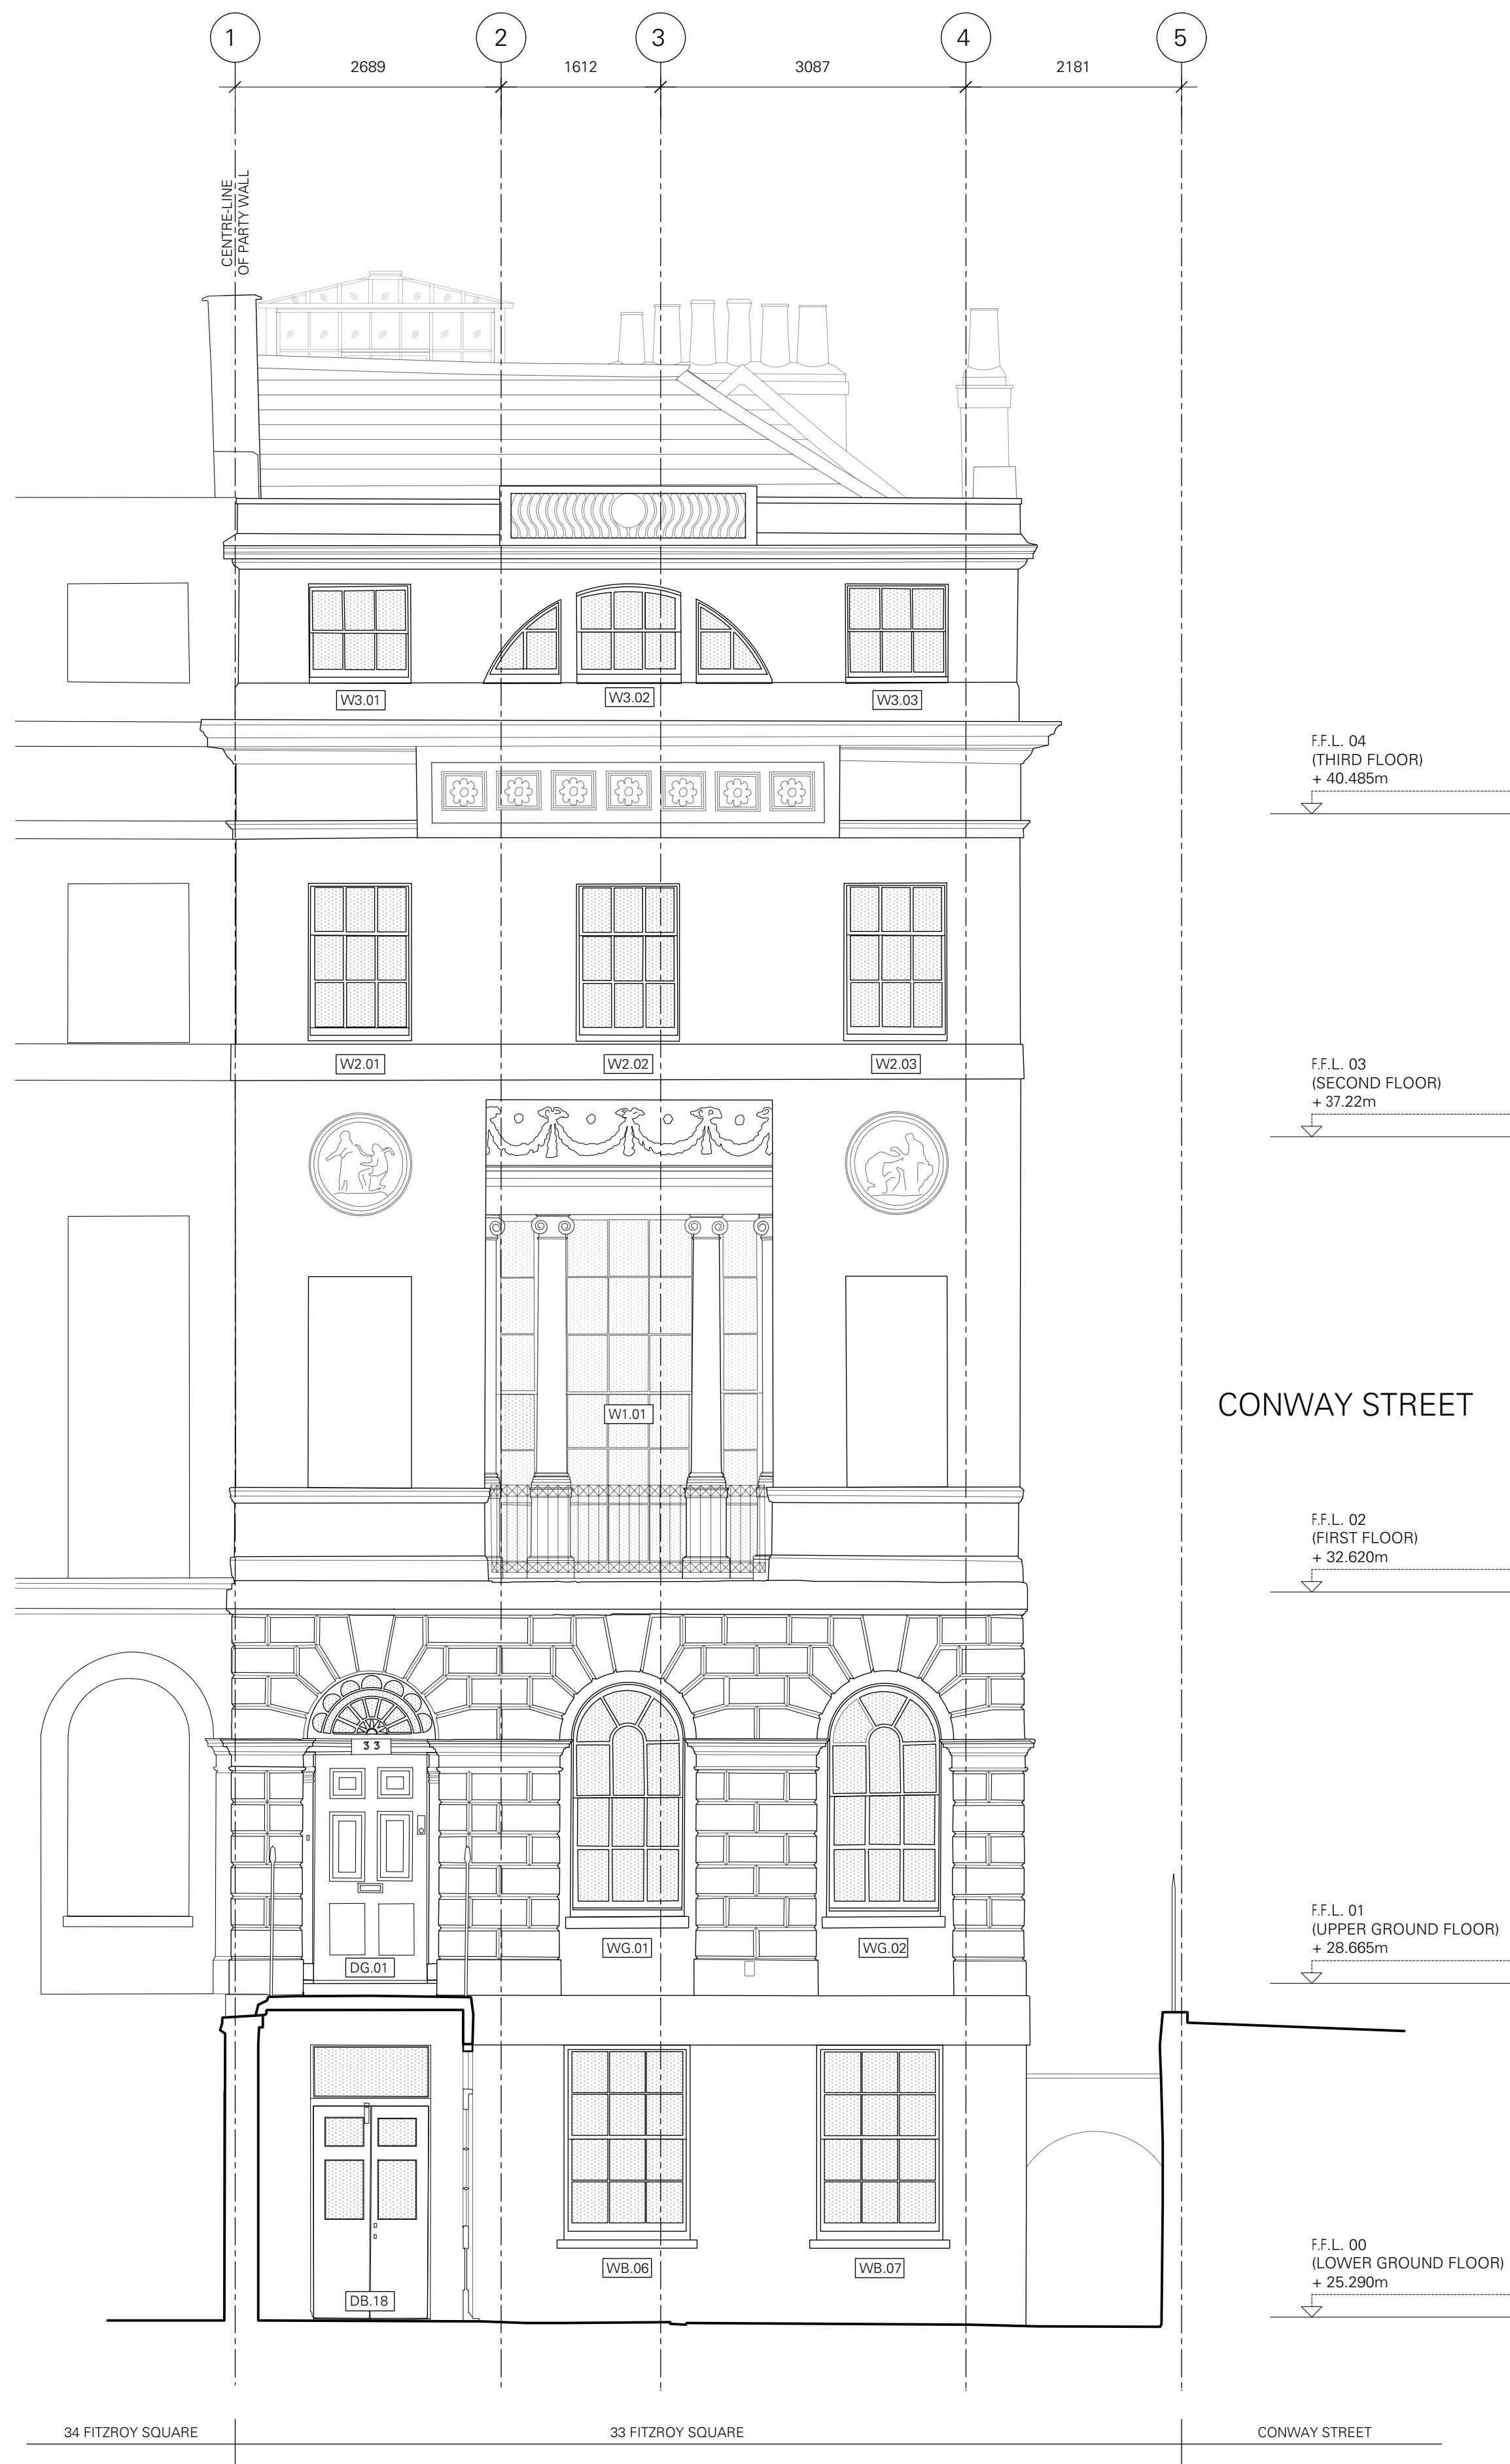 1
2
3
4
5
2689
1612
3087
2181
CENTRE-LINE
OF PARTY WALL
W3.01
W3.02
W3.03
F.F.L. 04
(THIRD FLOOR)
+ 40.485m
W2.01
W2.02
W2.03
F.F.L. 03
(SECOND FLOOR)
+ 37.22m
W1.01
CONWAY STREET
F.F.L. 02
(FIRST FLOOR)
+ 32.620m
33
WG.01
WG.02
DG.01
F.F.L. 01
(UPPER GROUND FLOOR)
+ 28.665m
WB.06
WB.07
DB.18
F.F.L. 00
(LOWER GROUND FLOOR)
+ 25.290m
34 FITZROY SQUARE
33 FITZROY SQUARE
CONWAY STREET